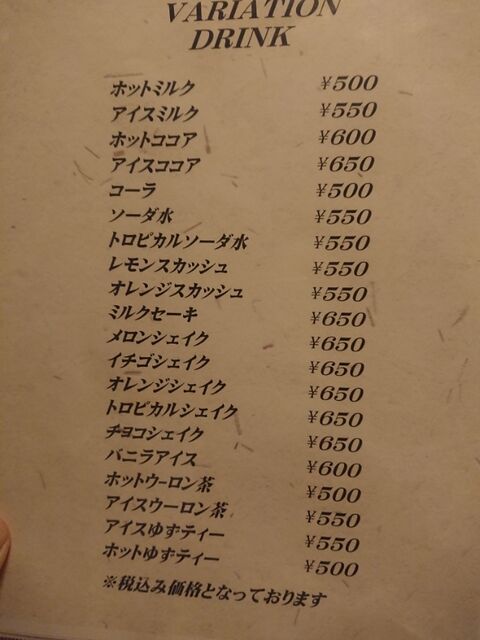 VARIATION
DRINK
ホットミルク ¥500
アイスミルク ¥550
ホットココア ¥600
アイスココア ¥650
コーラ ¥500
ソーダ水 ¥550
トロピカルソーダ水 ¥550
レモンスカッシュ ¥550
オレンジスカッシュ ¥550
ミルクセーキ ¥650
メロンシェイク ¥650
イチゴシェイク ¥650
オレンジシェイク ¥650
トロピカルシェイク ¥650
チョコシェイク ¥650
バニラアイス ¥600
ホットウーロン茶 ¥500
アイスウーロン茶 ¥550
アイスゆずティー ¥550
ホットゆずティー ¥500
※税込み価格となっております